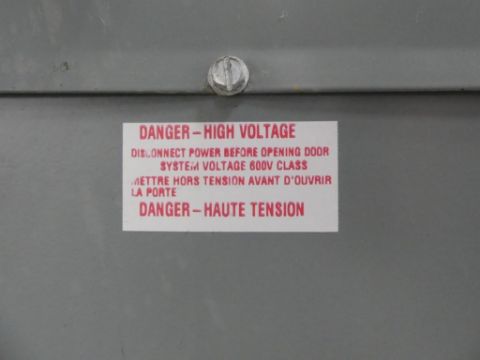 DANGER - HIGH VOLTAGE
DISCONNECT POWER BEFORE OPENING DOOR
SYSTEM VOLTAGE 600V CLASS
METTRE HORS TENSION AVANT D'OUVRIR
LA PORTE
DANGER - HAUTE TENSION